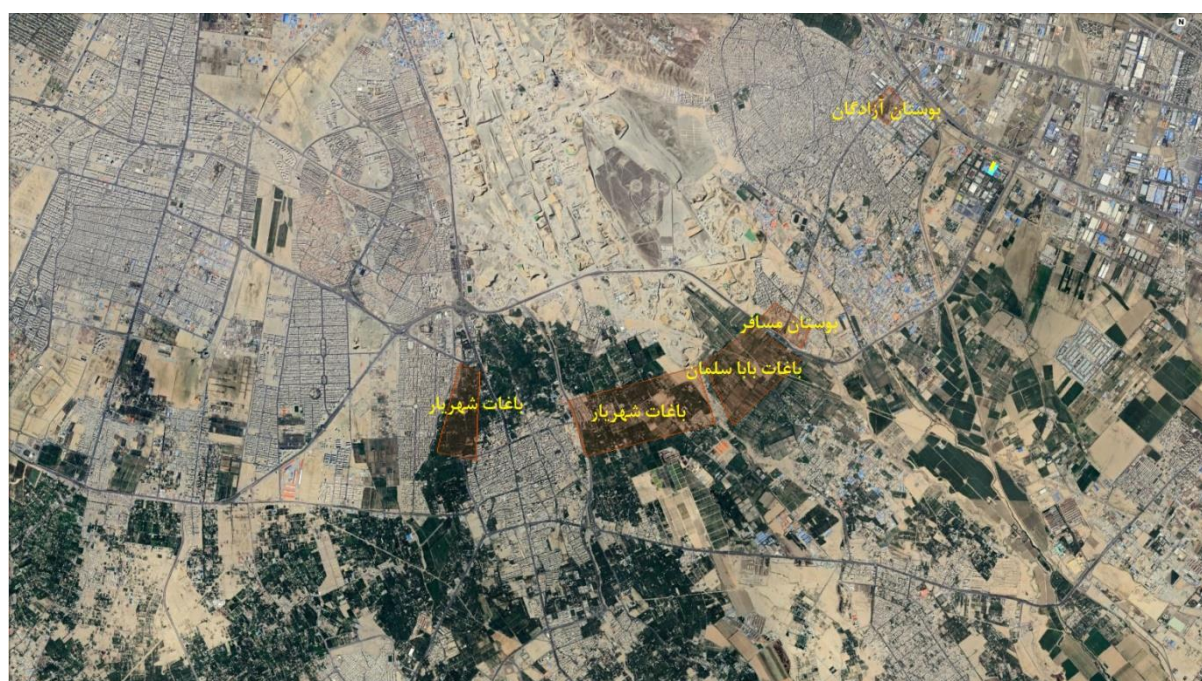 N
بوستان آزادگان
بوستان مسافر
باغات بابا سلمان
باغات شهریار
باغات شهریار